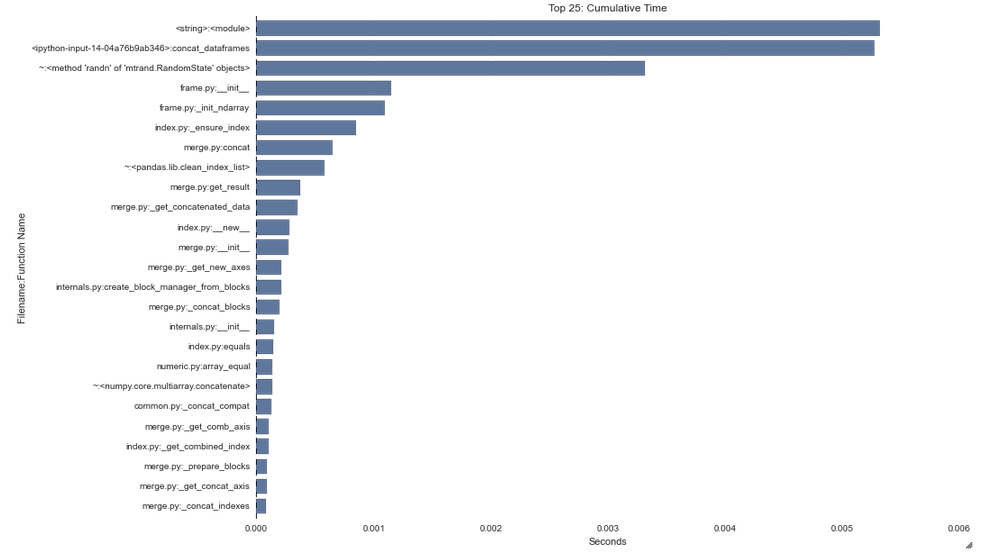 Top 25: Cumulative Time
<string>:<module>
<ipython-input-14-04a76b9ab346>:concat_dataframes
~:<method 'randn' of 'mtrand.RandomState' objects>
frame.py:__init__
frame.py:_init_ndarray
index.py:_ensure_index
merge.py:concat
~:<pandas.lib.clean_index_list>
merge.py:get_result
merge.py:_get_concatenated_data
index.py:__new__
merge.py:__init__
merge.py:_get_new_axes
internals.py:create_block_manager_from_blocks
merge.py:_concat_blocks
internals.py:__init__
index.py:equals
numeric.py:array_equal
~:<numpy.core.multiarray.concatenate>
common.py:_concat_compat
merge.py:_get_comb_axis
index.py:_get_combined_index
merge.py:_prepare_blocks
merge.py:_get_concat_axis
merge.py:_concat_indexes
Filename:Function Name
0.000 0.001 0.002 0.003 0.004 0.005 0.006
Seconds